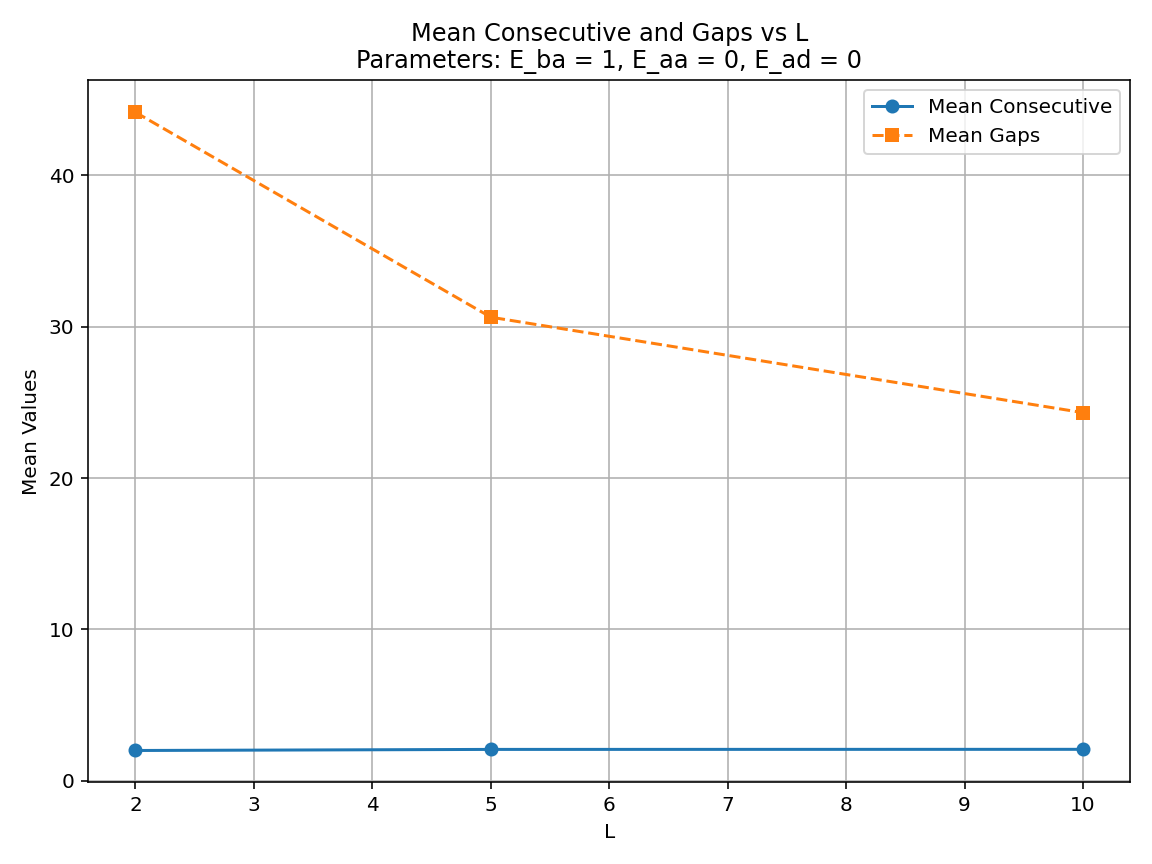 Mean Consecutive and Gaps vs L
Parameters: E_ba = 1, E_aa = 0, E_ad = 0
Mean Consecutive
Mean Gaps
Mean Values
40
30
20
10
0
2 3 4 5 6 7 8 9 10
L